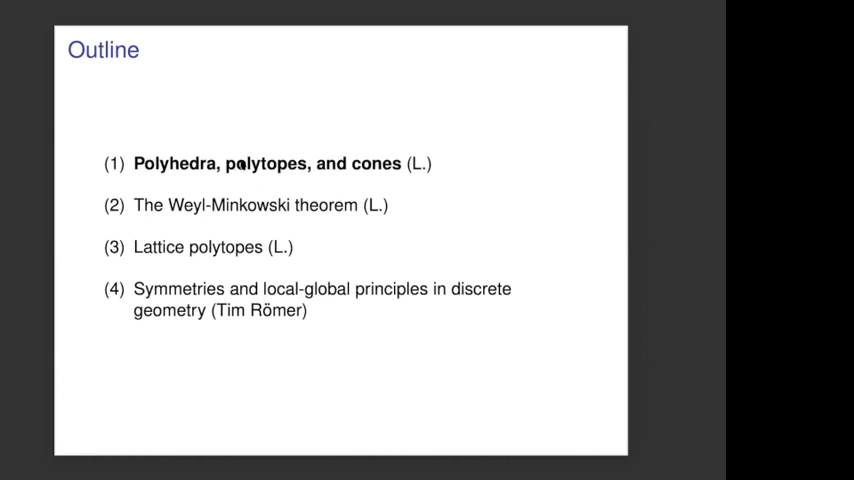 Outline
(1) Polyhedra, polytopes, and cones (L.)
(2) The Weyl-Minkowski theorem (L.)
(3) Lattice polytopes (L.)
(4) Symmetries and local-global principles in discrete
geometry (Tim Römer)